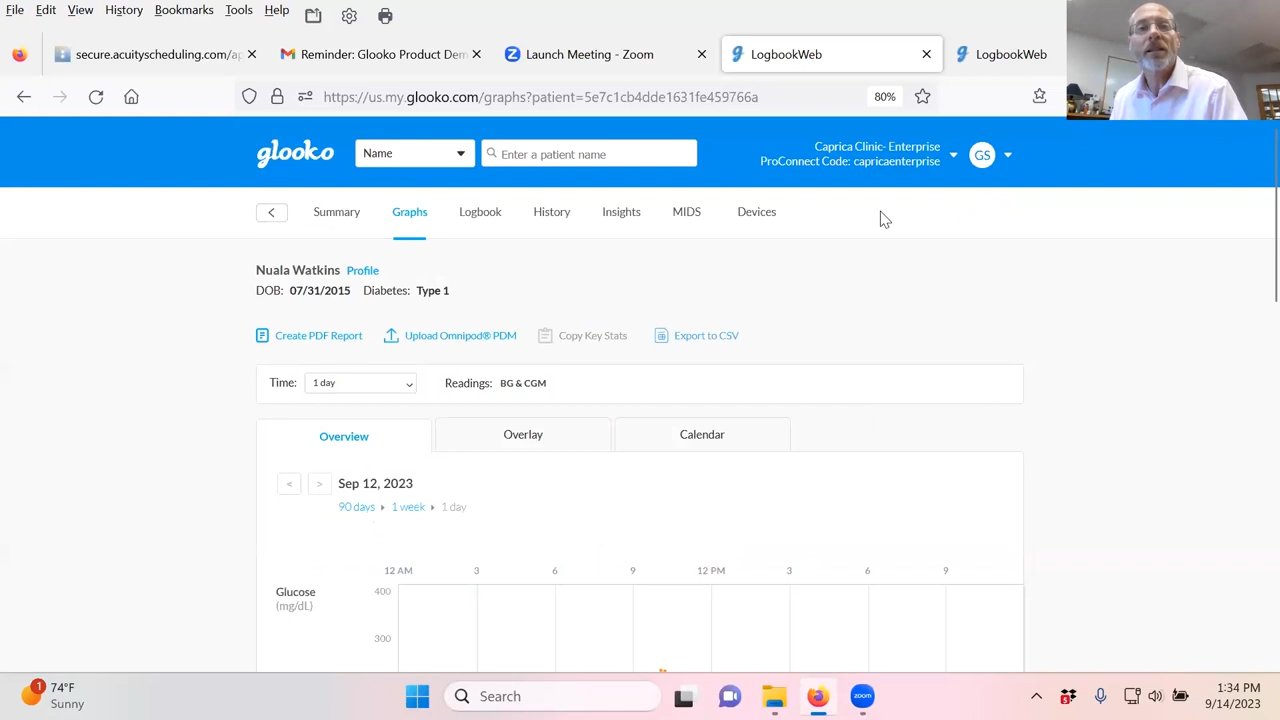 File Edit View History Bookmarks Tools Help
secure.acuityscheduling.com/a
Reminder: Glooko Product Dem
Launch Meeting - Zoom
LogbookWeb
LogbookWeb
https://ns.my.glooko.com/graphs?patient=5e7c1cb4dde1631fe459766a
80%
glooko
Name
Enter a patient name
Caprica Clinic- Enterprise
ProConnect Code: capricaenterprise
GS
Summary Graphs Logbook History Insights MIDS Devices
Nuala Watkins Profile
DOB: 07/31/2015 Diabetes: Type 1
Create PDF Report Upload Omnipod® PDM Copy Key Stats Export to CSV
Time: 1 day Readings: BG & CGM
Overview Overlay Calendar
< > Sep 12, 2023
90 days 1 week 1 day
12 AM 3 6 9 12 PM 3 6 9
Glucose 400
(mg/dL)
300
1 74°F
Sunny
Search
1:34 PM
9/14/2023